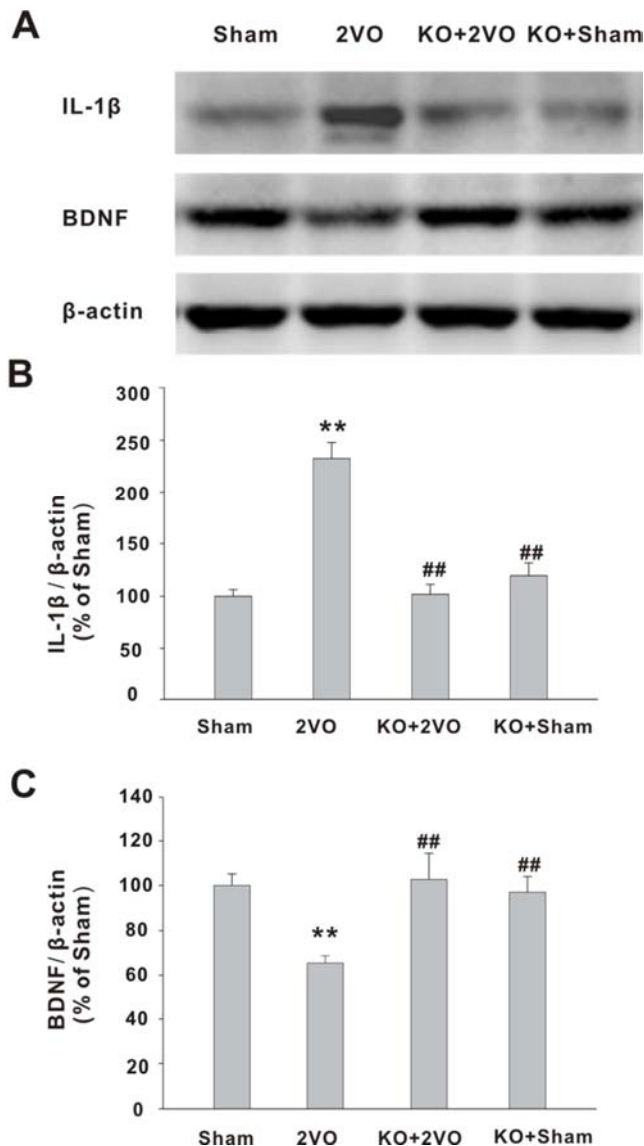 A
Sham 2VO KO+2VO KO+Sham
IL-1β
BDNF
β-actin
B
300
250
200
150
100
50
0
IL-1β / β-actin
(% of Sham)
**
##
##
Sham 2VO KO+2VO KO+Sham
C
140
120
100
80
60
40
20
0
BDNF/ β-actin
(% of Sham)
**
##
##
Sham 2VO KO+2VO KO+Sham